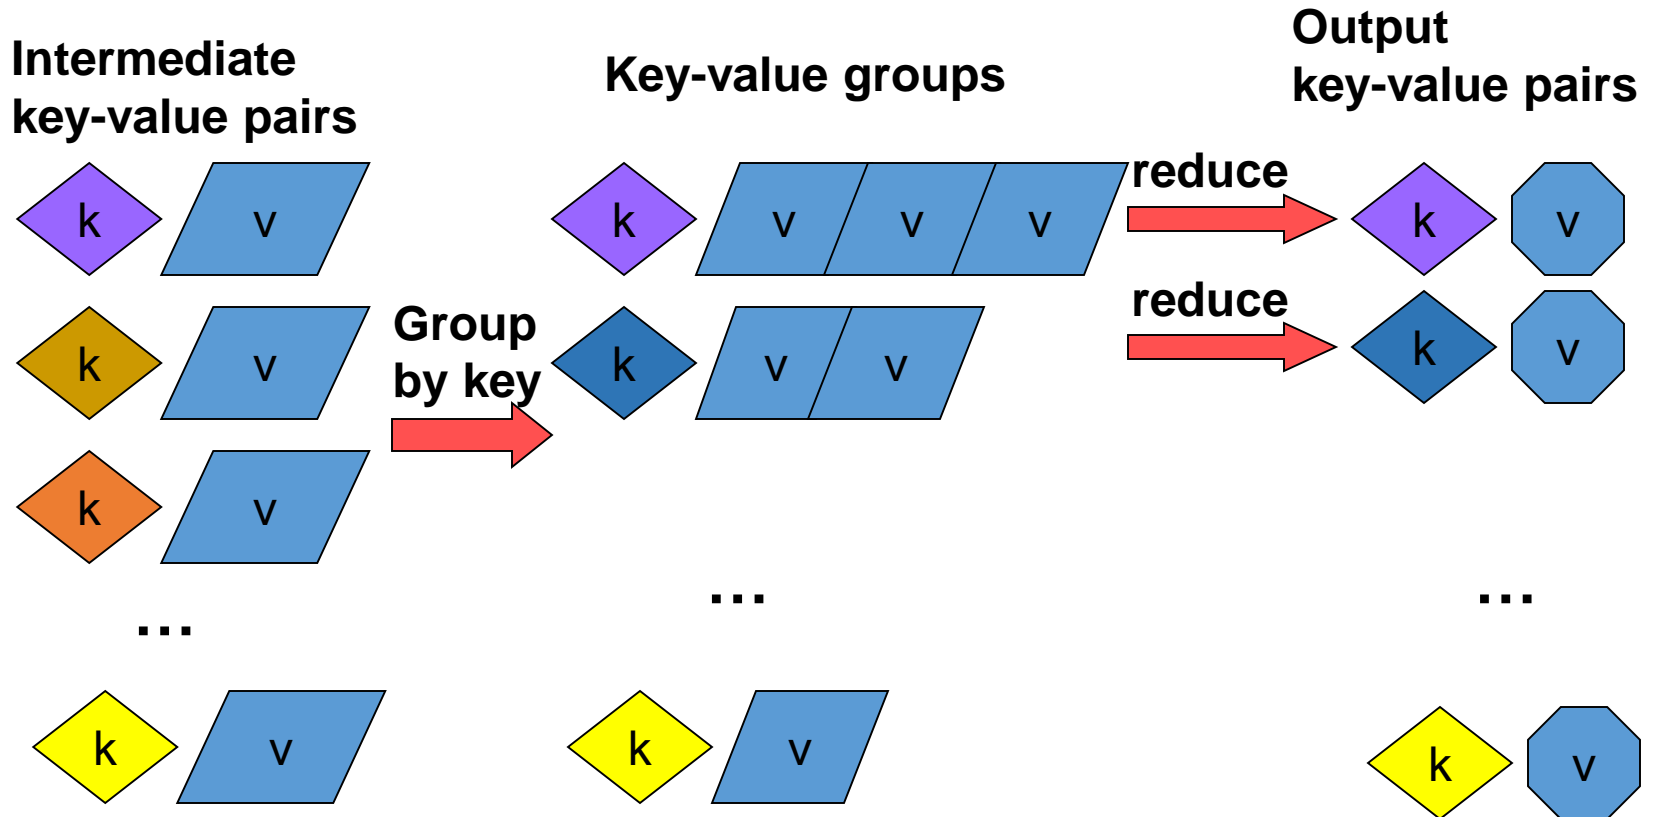 Intermediate
key-value pairs
Key-value groups
Output
key-value pairs
k v
k v v v
reduce
k v
k v
Group
by key
k v v
reduce
k v
k v
...
...
...
k v
k v
k v